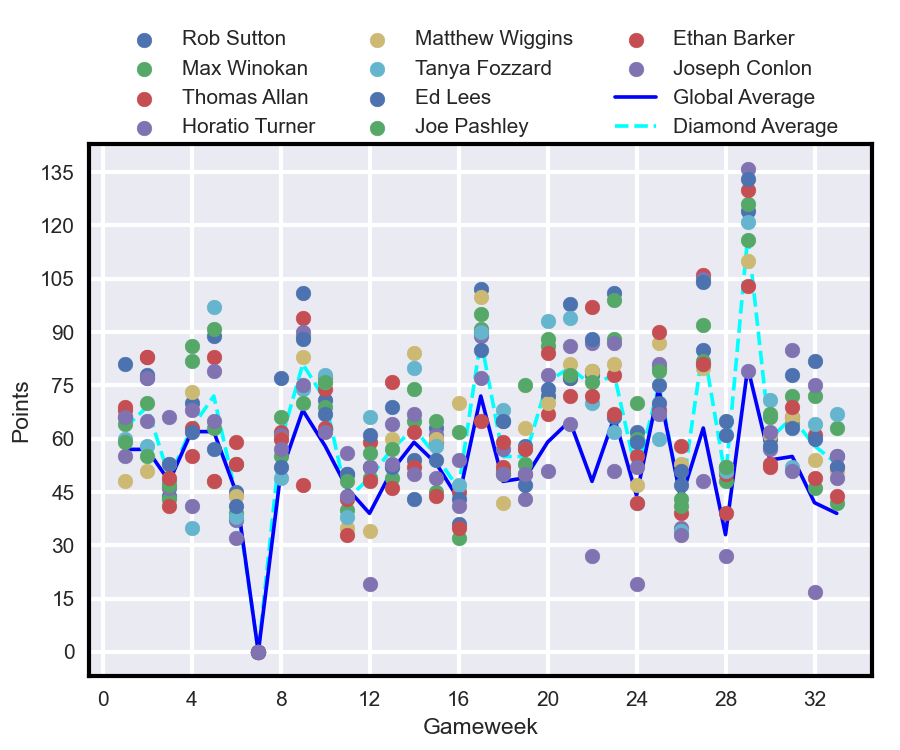 Rob Sutton
Max Winokan
Thomas Allan
Horatio Turner
Matthew Wiggins
Tanya Fozzard
Ed Lees
Joe Pashley
Ethan Barker
Joseph Conlon
Global Average
Diamond Average
Points
135
120
105
90
75
60
45
30
15
0
0 4 8 12 16 20 24 28 32
Gameweek